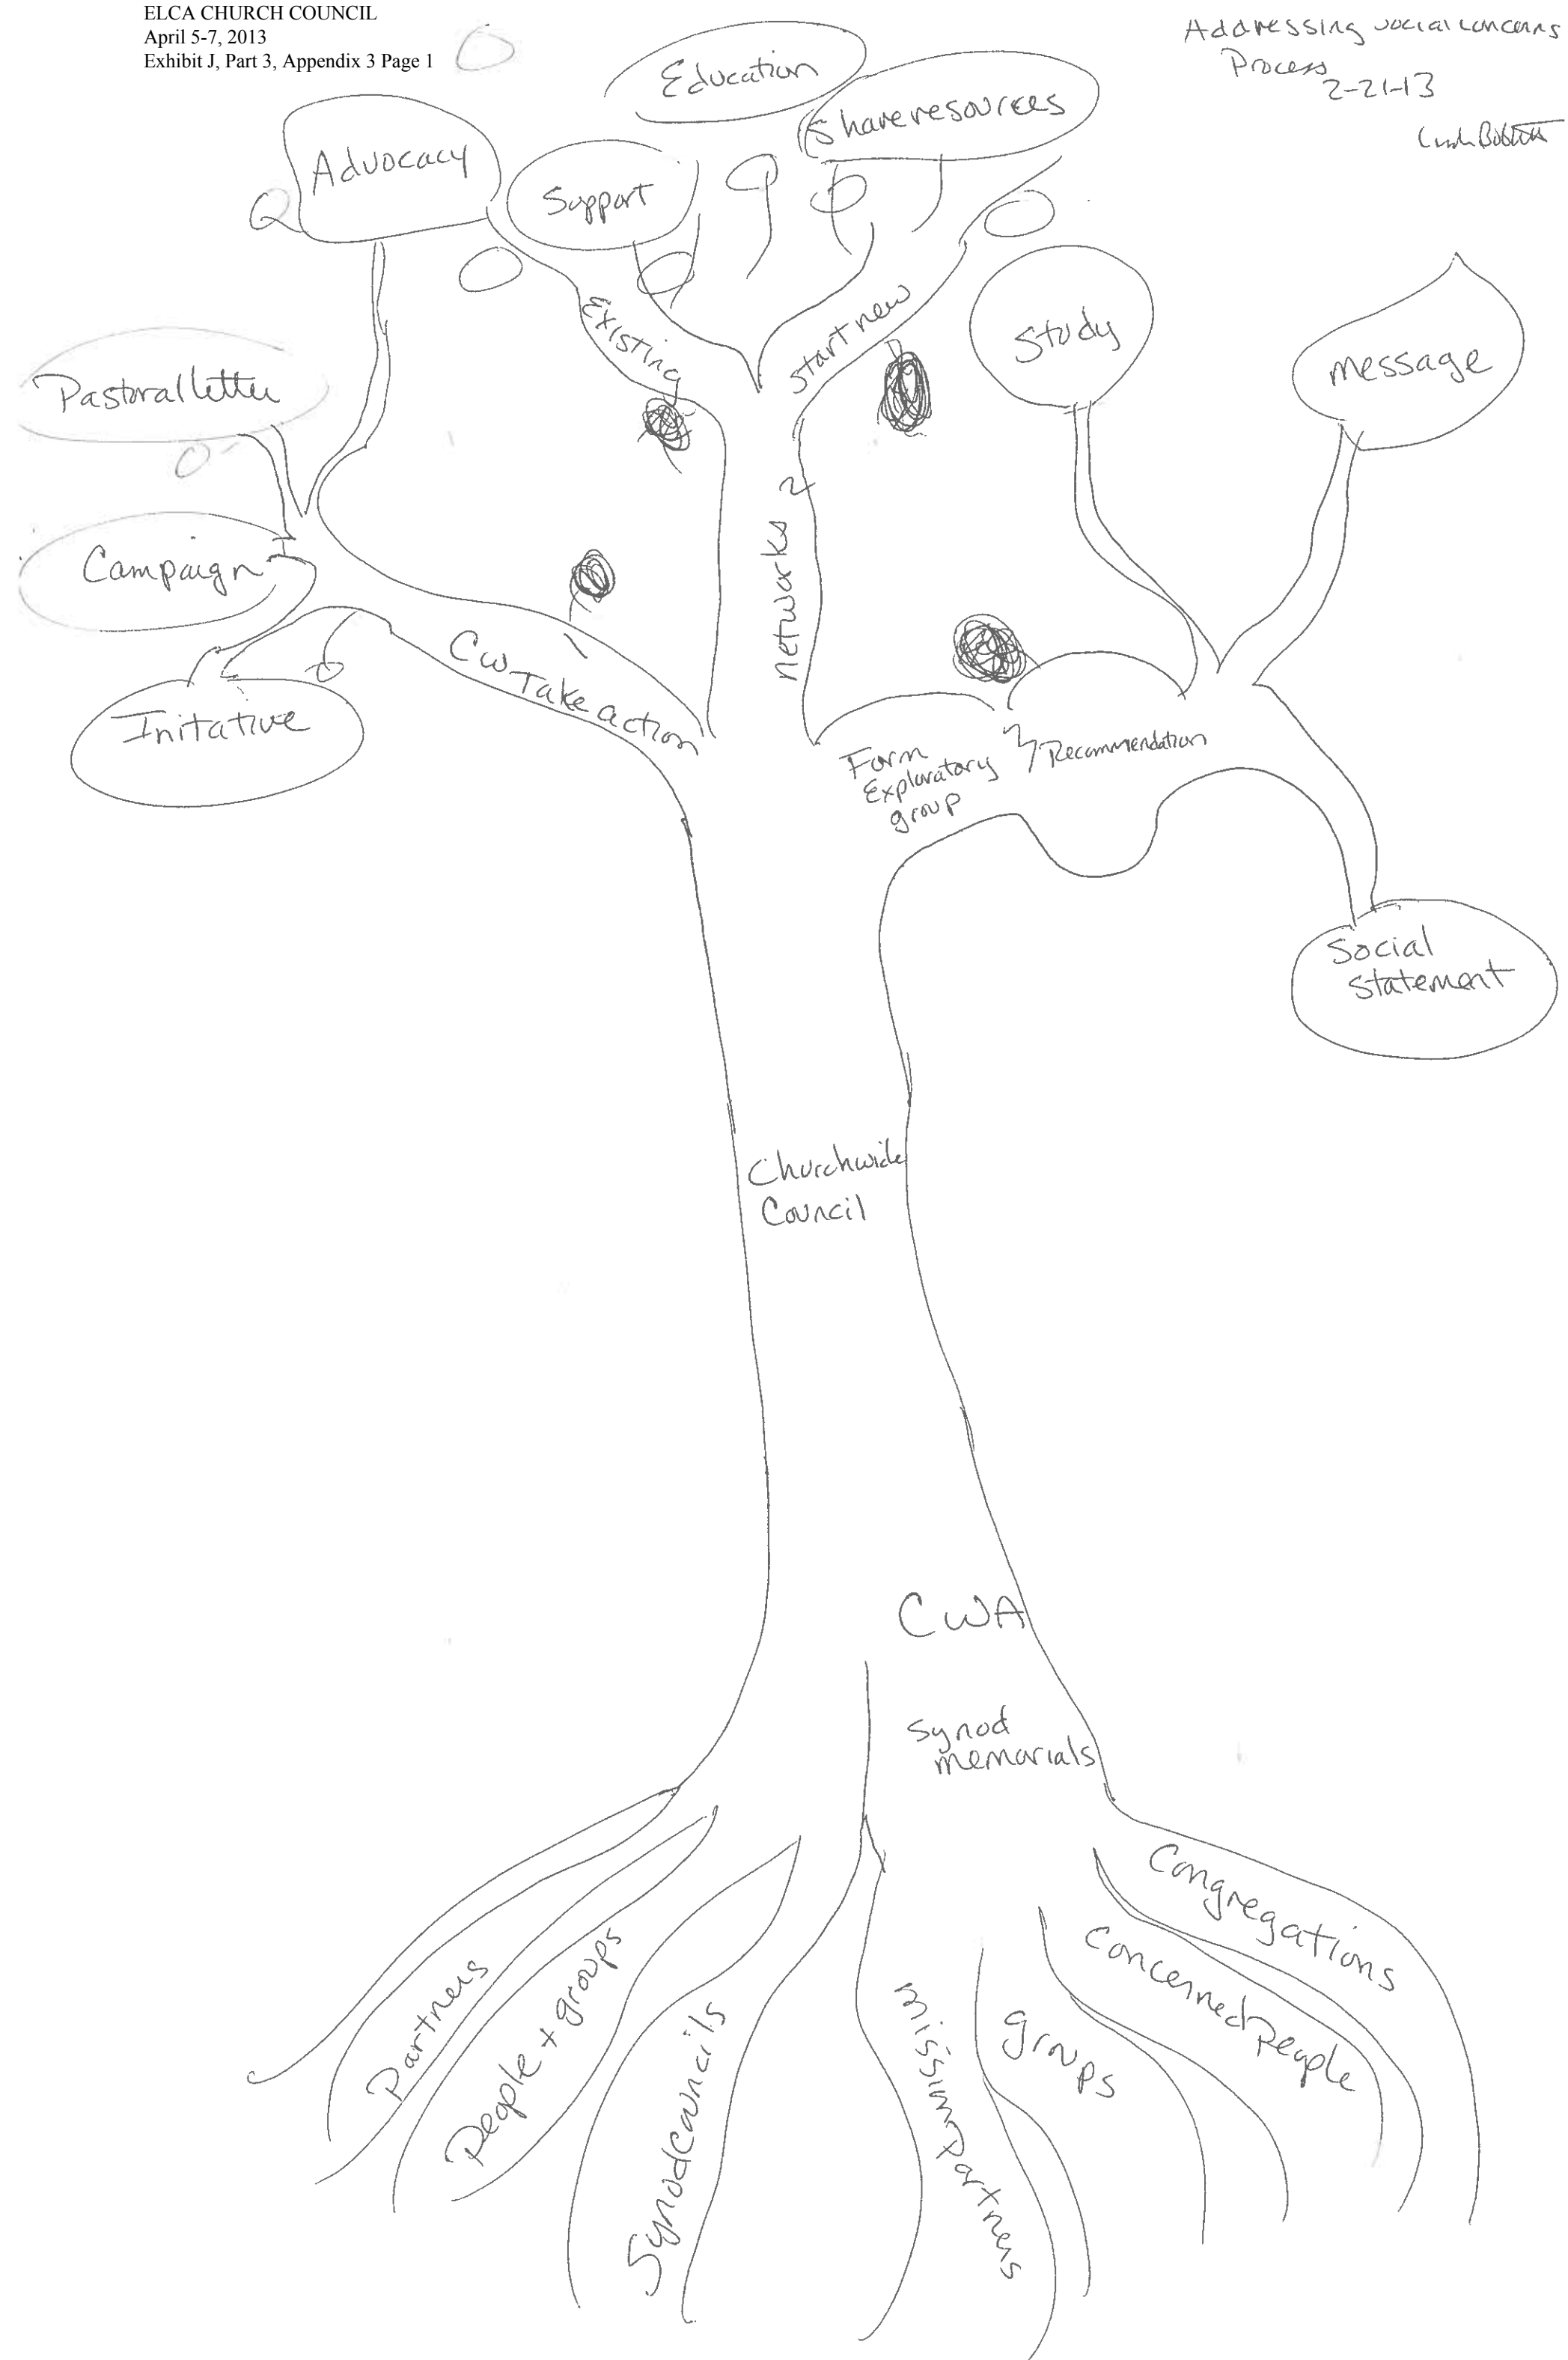 ELCA CHURCH COUNCIL
April 5-7, 2013
Exhibit J, Part 3, Appendix 3 Page 1
Addressing social concerns
Process
2-21-13
Education
Share resources
Advocacy
Support
Existing
Start new
Study
message
Pastoral letter
Campaign
Initative
networks 2
1
CW Take action
Form
Exploratory
group
3
Recommendation
Social
statement
Churchwide
Council
CWA
Synod
memorials
Partners
People + groups
Synod councils
mission partners
groups
Concerned people
Congregations